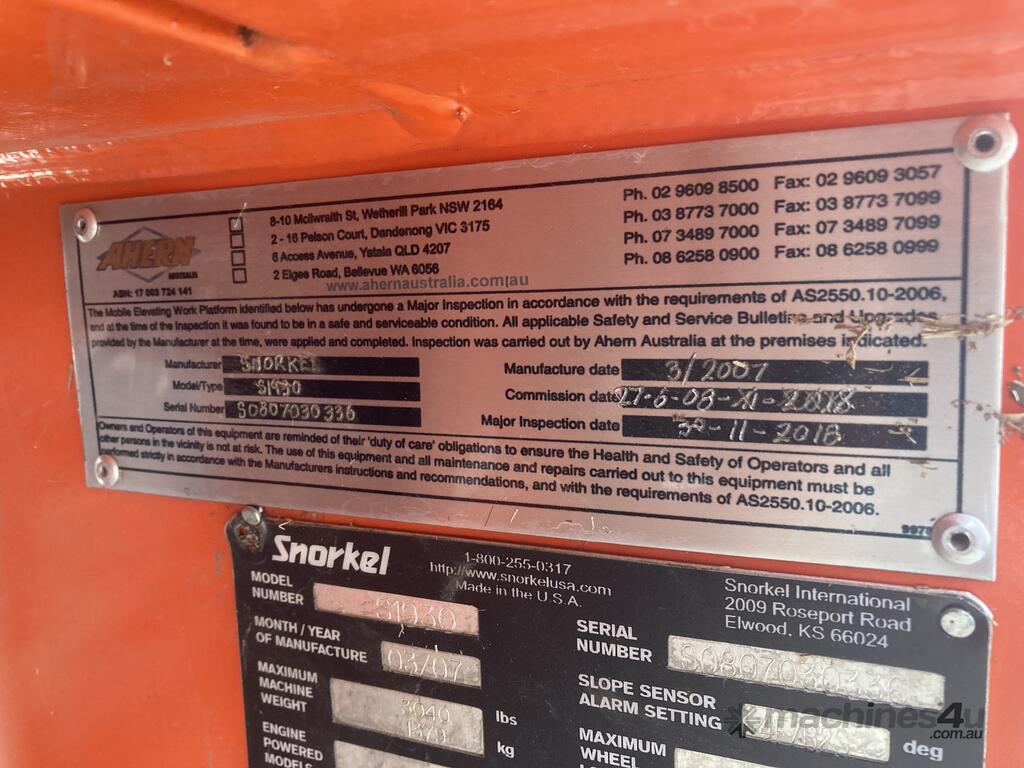 AHERN
AUSTRALIA
ABN: 17 003 724 141
8-10 McIlwraith St, Wetherill Park NSW 2164
2 - 16 Pelson Court, Dandenong VIC 3175
6 Access Avenue, Yatala QLD 4207
2 Elgee Road, Bellevue WA 6056
www.ahernaustralia.com.au
Ph. 02 9609 8500 Fax: 02 9609 3057
Ph. 03 8773 7000 Fax: 03 8773 7099
Ph. 07 3489 7000 Fax: 07 3489 7099
Ph. 08 6258 0900 Fax: 08 6258 0999
The Mobile Elevating Work Platform identified below has undergone a Major Inspection in accordance with the requirements of AS2550.10-2006,
and at the time of the Inspection it was found to be in a safe and serviceable condition. All applicable Safety and Service Bulletins and Upgrades
provided by the Manufacturer at the time, were applied and completed. Inspection was carried out by Ahern Australia at the premises indicated.
Manufacturer SNORKEL
Model/Type S1930
Serial Number S0807030336
Manufacture date 3/2007
Commission date
Major Inspection date 30-11-2018
Owners and Operators of this equipment are reminded of their 'duty of care' obligations to ensure the Health and Safety of Operators and all
other persons in the vicinity is not at risk. The use of this equipment and all maintenance and repairs carried out to this equipment must be
performed strictly in accordance with the Manufacturers instructions and recommendations, and with the requirements of AS2550.10-2006.
Snorkel
1-800-255-0317
http://www.snorkelusa.com
Made in the U.S.A.
Snorkel International
2009 Roseport Road
Elwood, KS 66024
MODEL
NUMBER
S1930
MONTH / YEAR
OF MANUFACTURE
03/07
MAXIMUM
MACHINE
WEIGHT
3040 lbs
1379 kg
ENGINE
POWERED
MODELS
SERIAL
NUMBER
S0807030336
SLOPE SENSOR
ALARM SETTING
deg
MAXIMUM
WHEEL
machines4u
.com.au